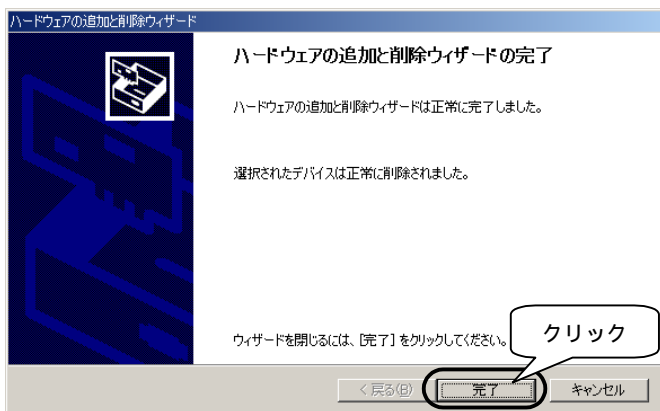 ハードウェアの追加と削除ウィザード
ハードウェアの追加と削除ウィザードの完了
ハードウェアの追加と削除ウィザードは正常に完了しました。
選択されたデバイスは正常に削除されました。
ウィザードを閉じるには、[完了] をクリックしてください。
クリック
< 戻る(B)
完了
キャンセル